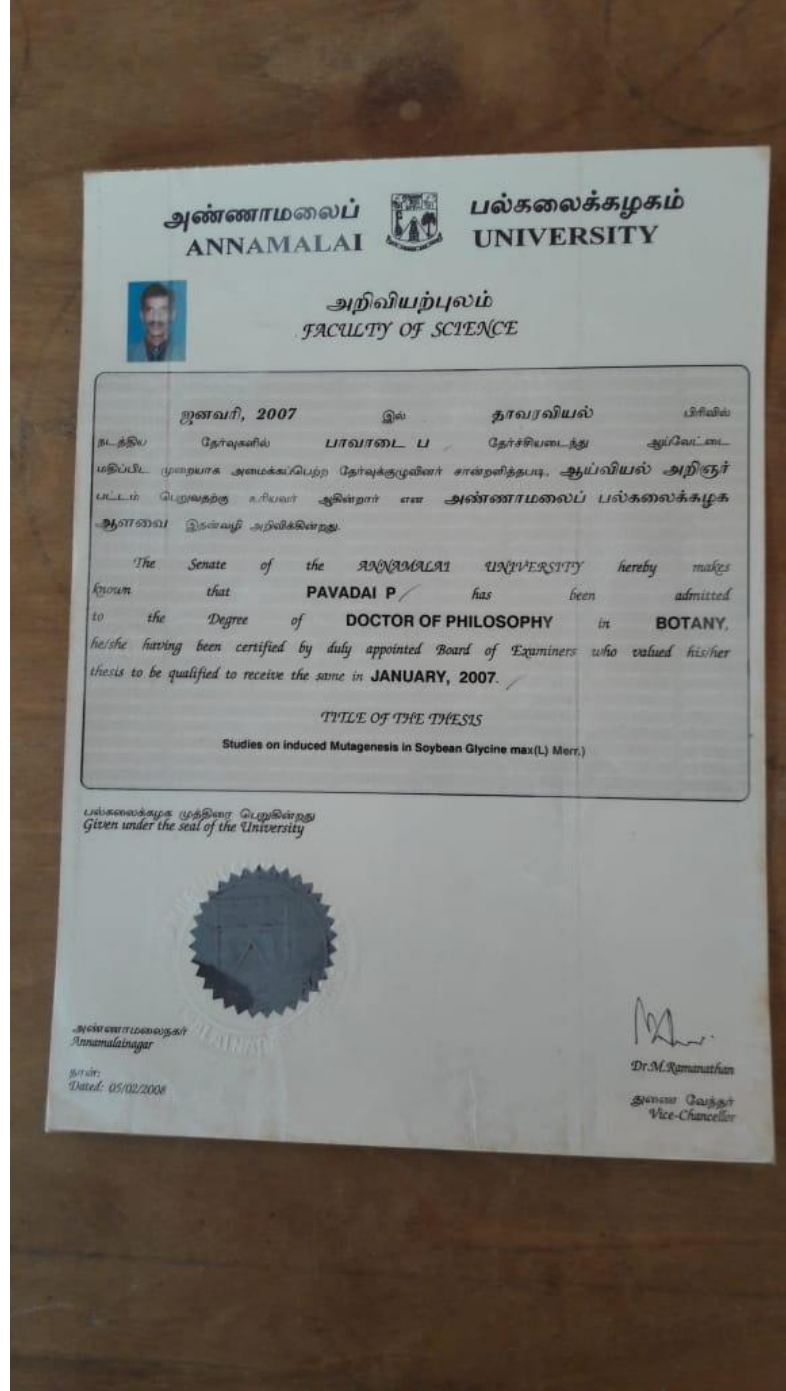 அண்ணாமலைப் பல்கலைக்கழகம்
ANNAMALAI UNIVERSITY
அறிவியற்புலம்
FACULTY OF SCIENCE
ஜனவரி, 2007 இல் தாவரவியல் பிரிவில்
நடத்திய தேர்வுகளில் பாவாடை ப தேர்ச்சியடைந்து ஆய்வேட்டை
மதிப்பிட முறையாக அமைக்கப்பெற்ற தேர்வுக்குழுவினர் சான்றளித்தபடி, ஆய்வியல் அறிஞர்
பட்டம் பெறுவதற்கு உரியவர் ஆகின்றார் என அண்ணாமலைப் பல்கலைக்கழக
ஆளவை இதன்வழி அறிவிக்கின்றது.
The Senate of the ANNAMALAI UNIVERSITY hereby makes
known that PAVADAI P has been admitted
to the Degree of DOCTOR OF PHILOSOPHY in BOTANY,
he/she having been certified by duly appointed Board of Examiners who valued his/her
thesis to be qualified to receive the same in JANUARY, 2007.
TITLE OF THE THESIS
Studies on induced Mutagenesis in Soybean Glycine max(L) Merr.)
பல்கலைக்கழக முத்திரை பெறுகின்றது
Given under the seal of the University
அண்ணாமலைநகர்
Annamalainagar
நாள்:
Dated: 05/02/2008
Dr.M.Ramanathan
துணை வேந்தர்
Vice-Chancellor